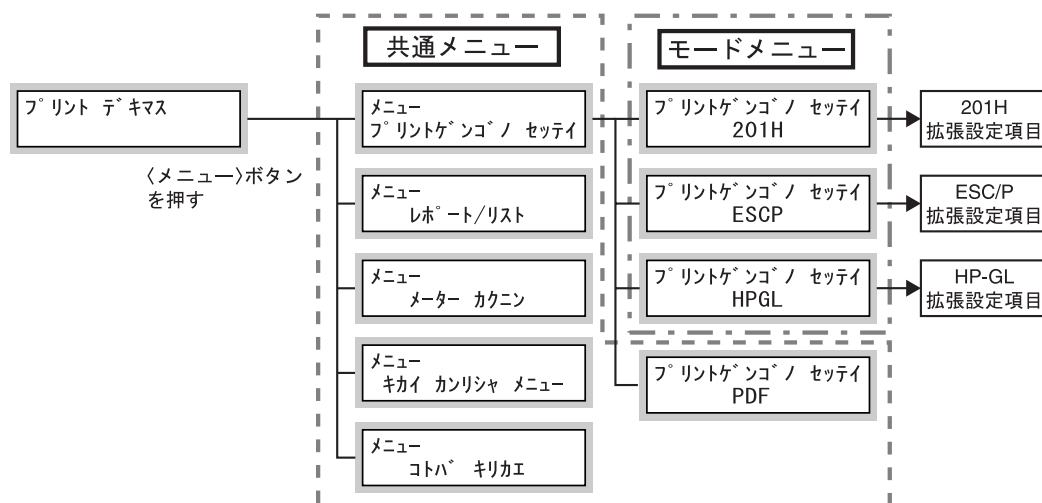 共通メニュー
モードメニュー
プリント デキマス
〈メニュー〉ボタン
を押す
メニュー
プリントゲンゴノ セッテイ
メニュー
レポート/リスト
メニュー
メーター カクニン
メニュー
キカイ カンリシャ メニュー
メニュー
コトバ キリカエ
プリントゲンゴノ セッテイ
201H
プリントゲンゴノ セッテイ
ESCP
プリントゲンゴノ セッテイ
HPGL
プリントゲンゴノ セッテイ
PDF
201H
拡張設定項目
ESC/P
拡張設定項目
HP-GL
拡張設定項目